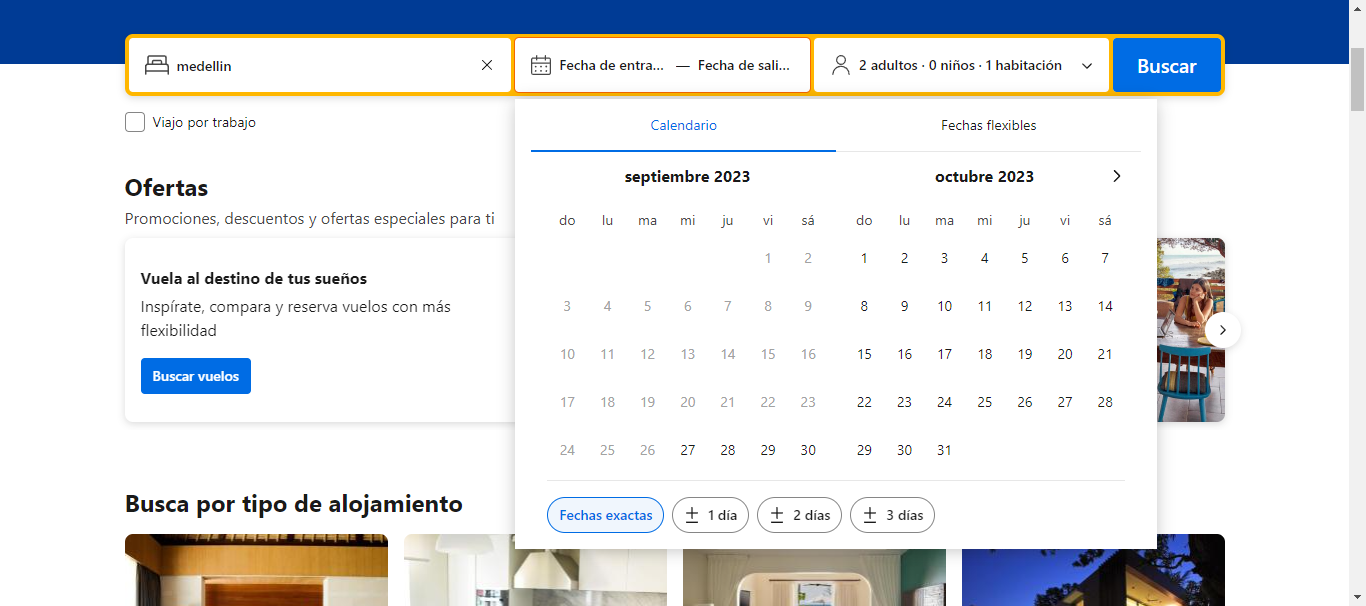 medellin
Fecha de entra... — Fecha de sali...
2 adultos · 0 niños · 1 habitación
Buscar
Viajo por trabajo
Calendario
Fechas flexibles
septiembre 2023
do lu ma mi ju vi sá
1 2
3 4 5 6 7 8 9
10 11 12 13 14 15 16
17 18 19 20 21 22 23
24 25 26 27 28 29 30
octubre 2023
do lu ma mi ju vi sá
1 2 3 4 5 6 7
8 9 10 11 12 13 14
15 16 17 18 19 20 21
22 23 24 25 26 27 28
29 30 31
Fechas exactas
± 1 día
± 2 días
± 3 días
Ofertas
Promociones, descuentos y ofertas especiales para ti
Vuela al destino de tus sueños
Inspírate, compara y reserva vuelos con más
flexibilidad
Buscar vuelos
Busca por tipo de alojamiento